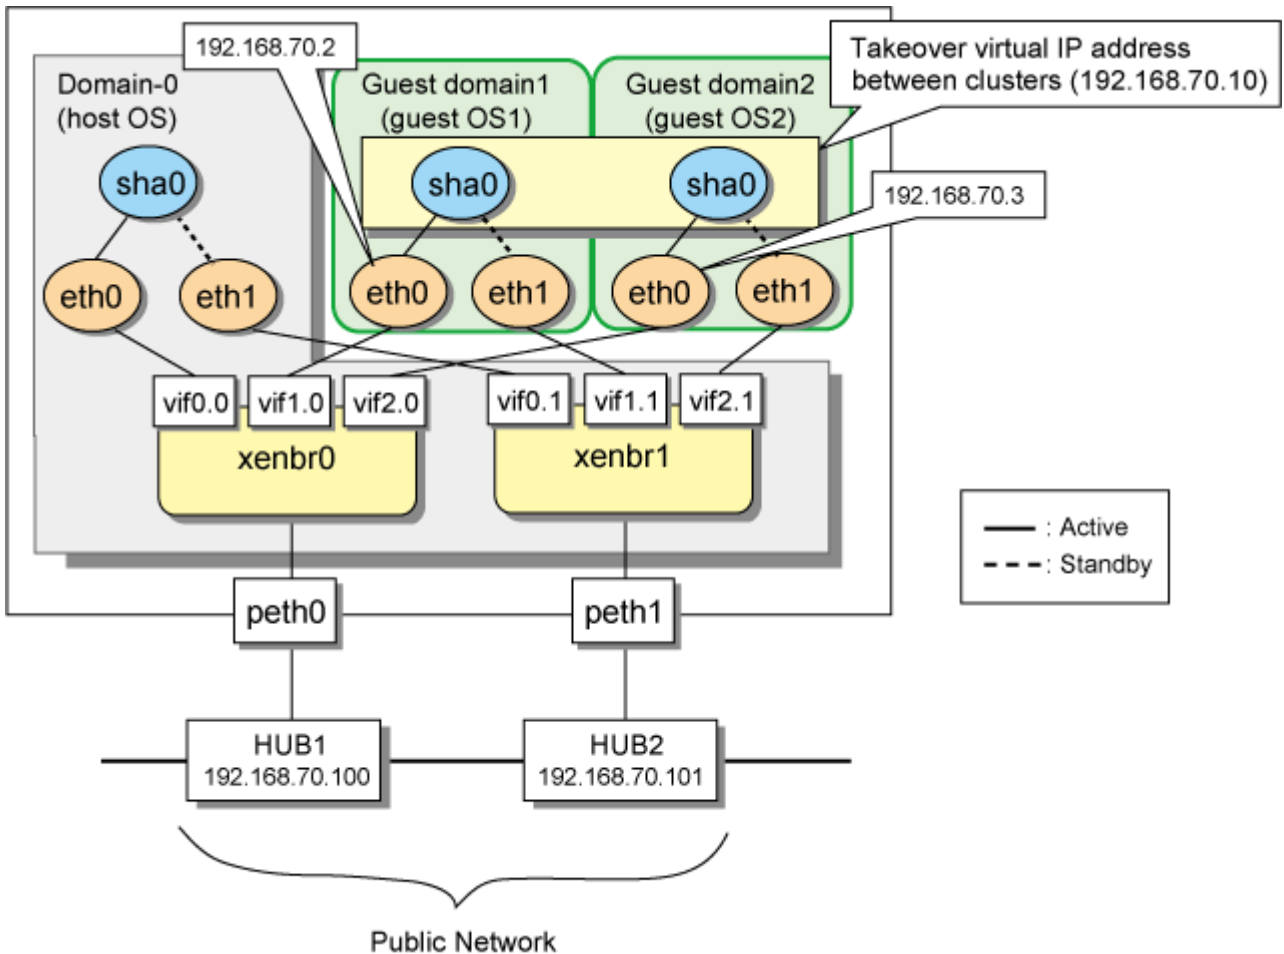 192.168.70.2
Takeover virtual IP address
between clusters (192.168.70.10)
Domain-0
(host OS)
Guest domain1
(guest OS1)
Guest domain2
(guest OS2)
sha0
sha0
sha0
192.168.70.3
eth0
eth1
eth0
eth1
eth0
eth1
vif0.0
vif1.0
vif2.0
vif0.1
vif1.1
vif2.1
xenbr0
xenbr1
: Active
: Standby
peth0
peth1
HUB1
192.168.70.100
HUB2
192.168.70.101
Public Network